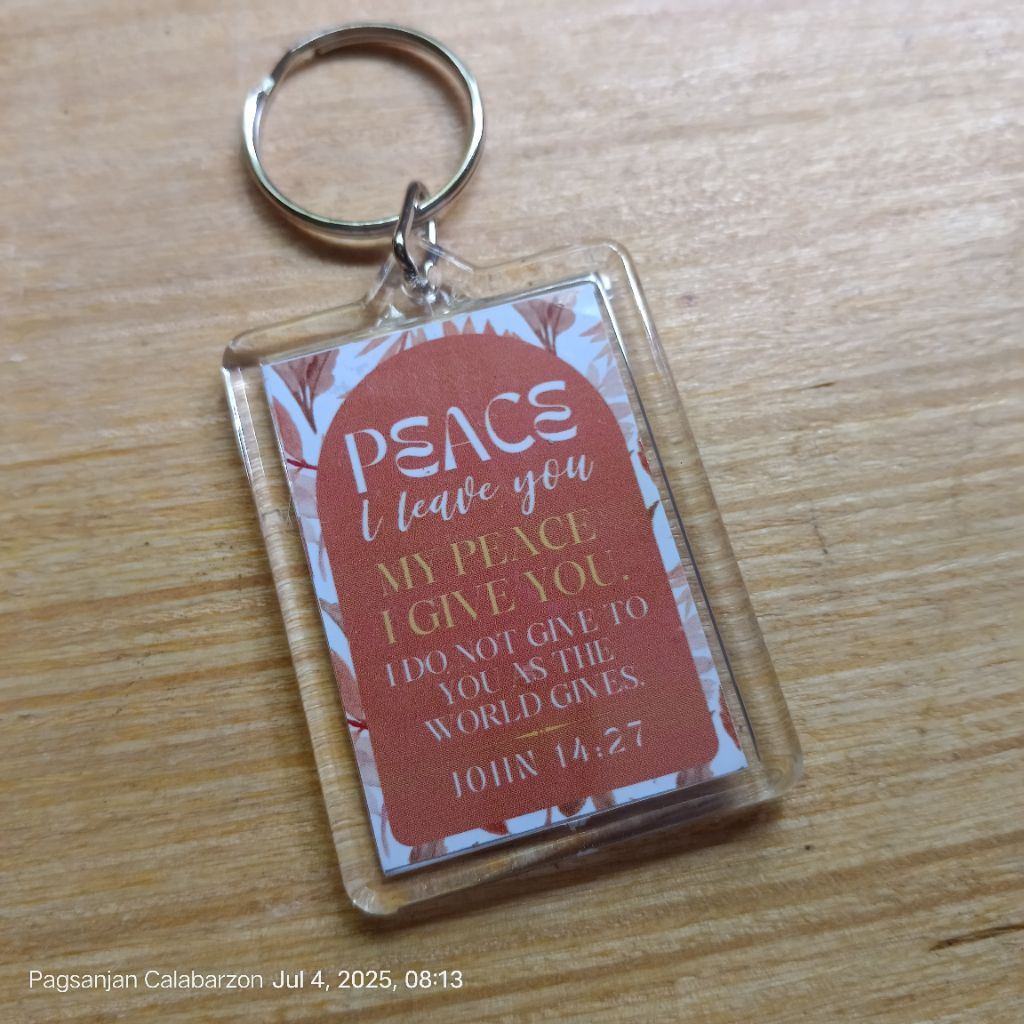 PEACE
I leave you
MY PEACE
I GIVE YOU.
I DO NOT GIVE TO
YOU AS THE
WORLD GIVES.
JOHN 14:27
Pagsanjan Calabarzon Jul 4, 2025, 08:13